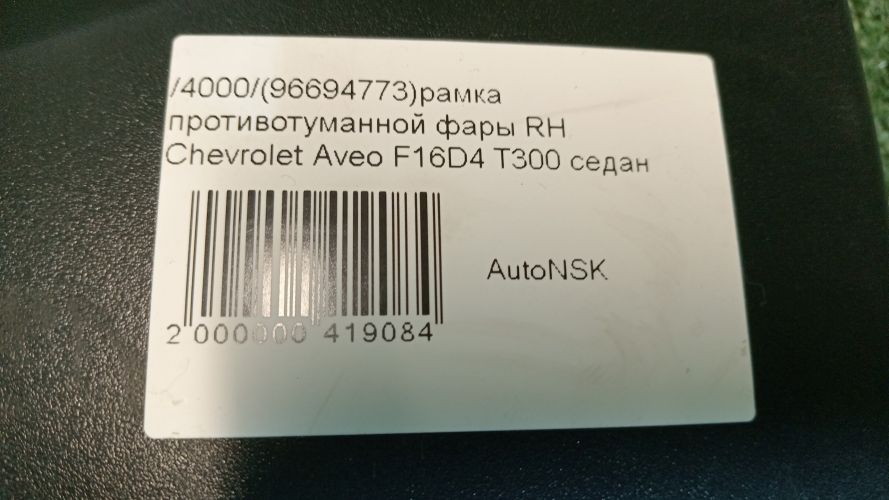 /4000/(96694773)рамка
противотуманной фары RH
Chevrolet Aveo F16D4 T300 седан
AutoNSK
2 000000 419084